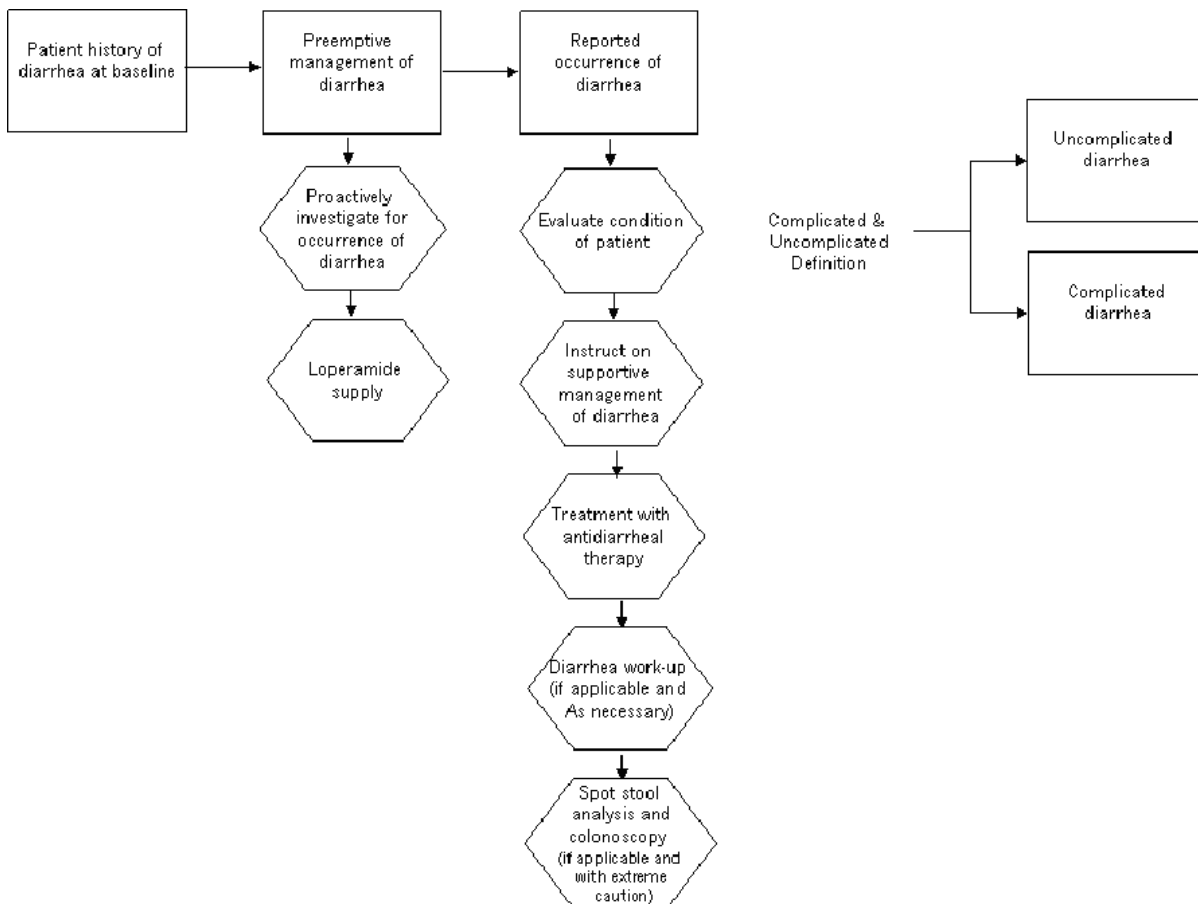 Patient history of
diarrhea at baseline
Preemptive
management of
diarrhea
Reported
occurrence of
diarrhea
Proactively
investigate for
occurrence of
diarrhea
Loperamide
supply
Evaluate condition
of patient
Instruct on
supportive
management
of diarrhea
Treatment with
antidiarrheal
therapy
Diarrhea work-up
(if applicable and
As necessary)
Spot stool
analysis and
colonoscopy
(if applicable and
with extreme
caution)
Complicated &
Uncomplicated
Definition
Uncomplicated
diarrhea
Complicated
diarrhea